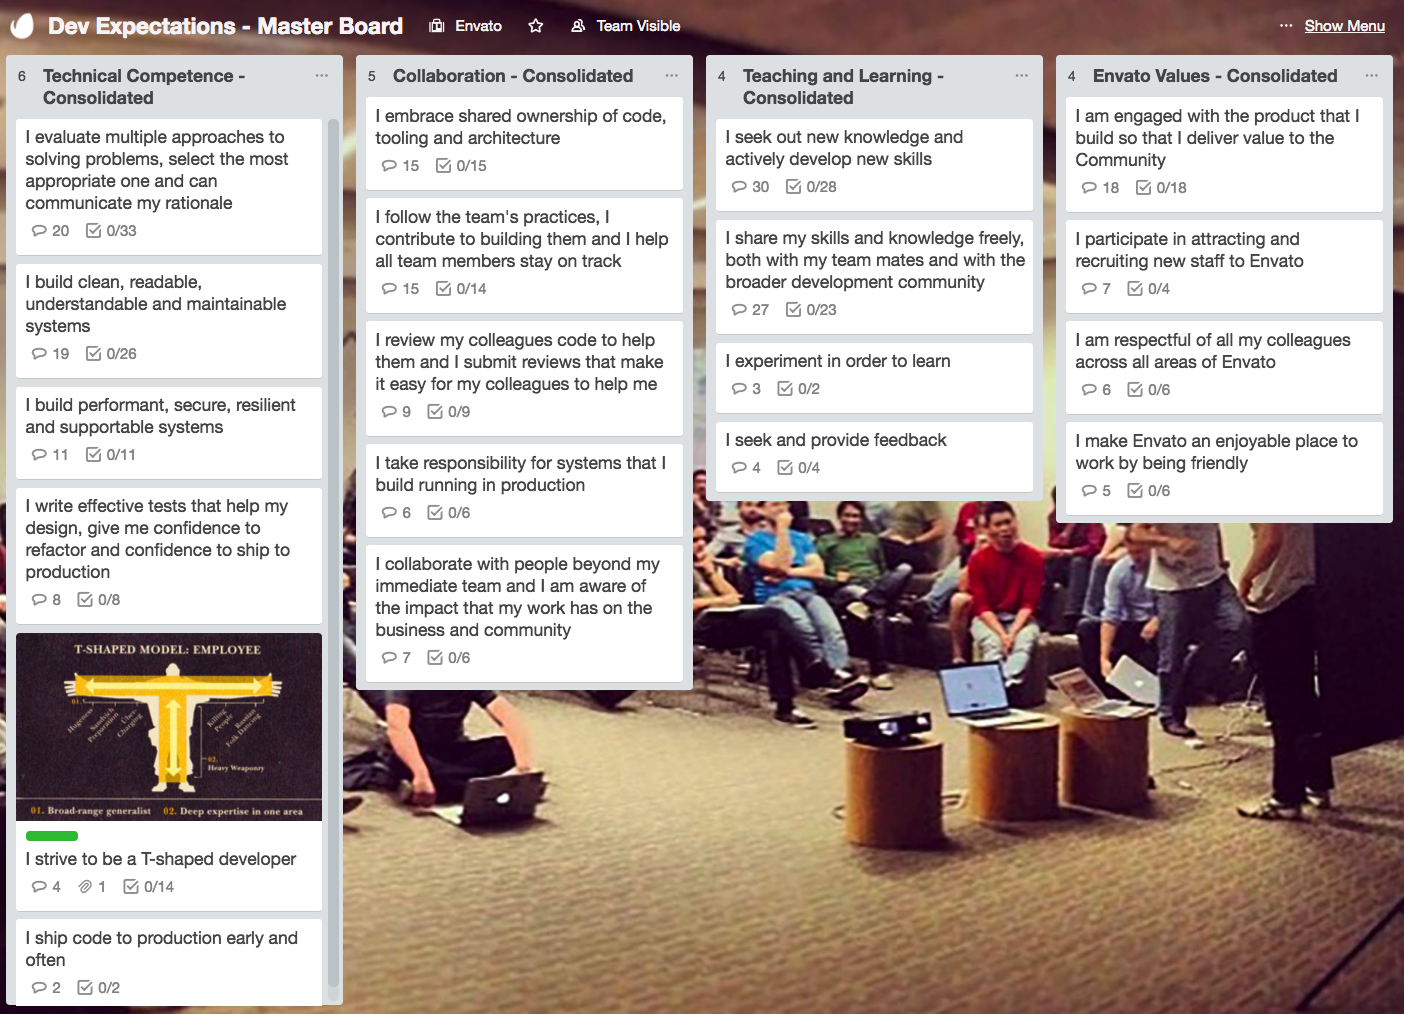 Dev Expectations - Master Board
Envato
Team Visible
Show Menu
6 Technical Competence -
Consolidated
I evaluate multiple approaches to
solving problems, select the most
appropriate one and can
communicate my rationale
20 0/33
I build clean, readable,
understandable and maintainable
systems
19 0/26
I build performant, secure, resilient
and supportable systems
11 0/11
I write effective tests that help my
design, give me confidence to
refactor and confidence to ship to
production
8 0/8
T-SHAPED MODEL: EMPLOYEE
01.
Hugeness
Sandvich
Preparation
Über-
Charging
Killing
People
Russian
Folk Dancing
02.
Heavy Weaponry
01. Broad-range generalist 02. Deep expertise in one area
I strive to be a T-shaped developer
4 1 0/14
I ship code to production early and
often
2 0/2
5 Collaboration - Consolidated
I embrace shared ownership of code,
tooling and architecture
15 0/15
I follow the team's practices, I
contribute to building them and I help
all team members stay on track
15 0/14
I review my colleagues code to help
them and I submit reviews that make
it easy for my colleagues to help me
9 0/9
I take responsibility for systems that I
build running in production
6 0/6
I collaborate with people beyond my
immediate team and I am aware of
the impact that my work has on the
business and community
7 0/6
4 Teaching and Learning -
Consolidated
I seek out new knowledge and
actively develop new skills
30 0/28
I share my skills and knowledge freely,
both with my team mates and with the
broader development community
27 0/23
I experiment in order to learn
3 0/2
I seek and provide feedback
4 0/4
4 Envato Values - Consolidated
I am engaged with the product that I
build so that I deliver value to the
Community
18 0/18
I participate in attracting and
recruiting new staff to Envato
7 0/4
I am respectful of all my colleagues
across all areas of Envato
6 0/6
I make Envato an enjoyable place to
work by being friendly
5 0/6